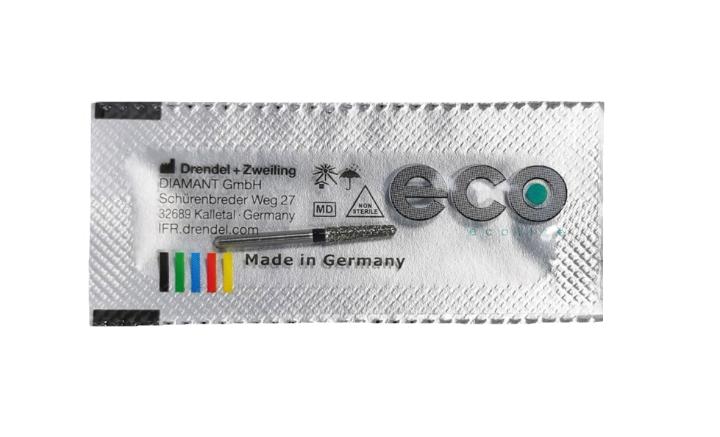 Drendel + Zweiling
DIAMANT GmbH
Schürenbreder Weg 27
32689 Kalletal · Germany
IFR.drendel.com
MD
NON
STERILE
eco
ecoline
Made in Germany